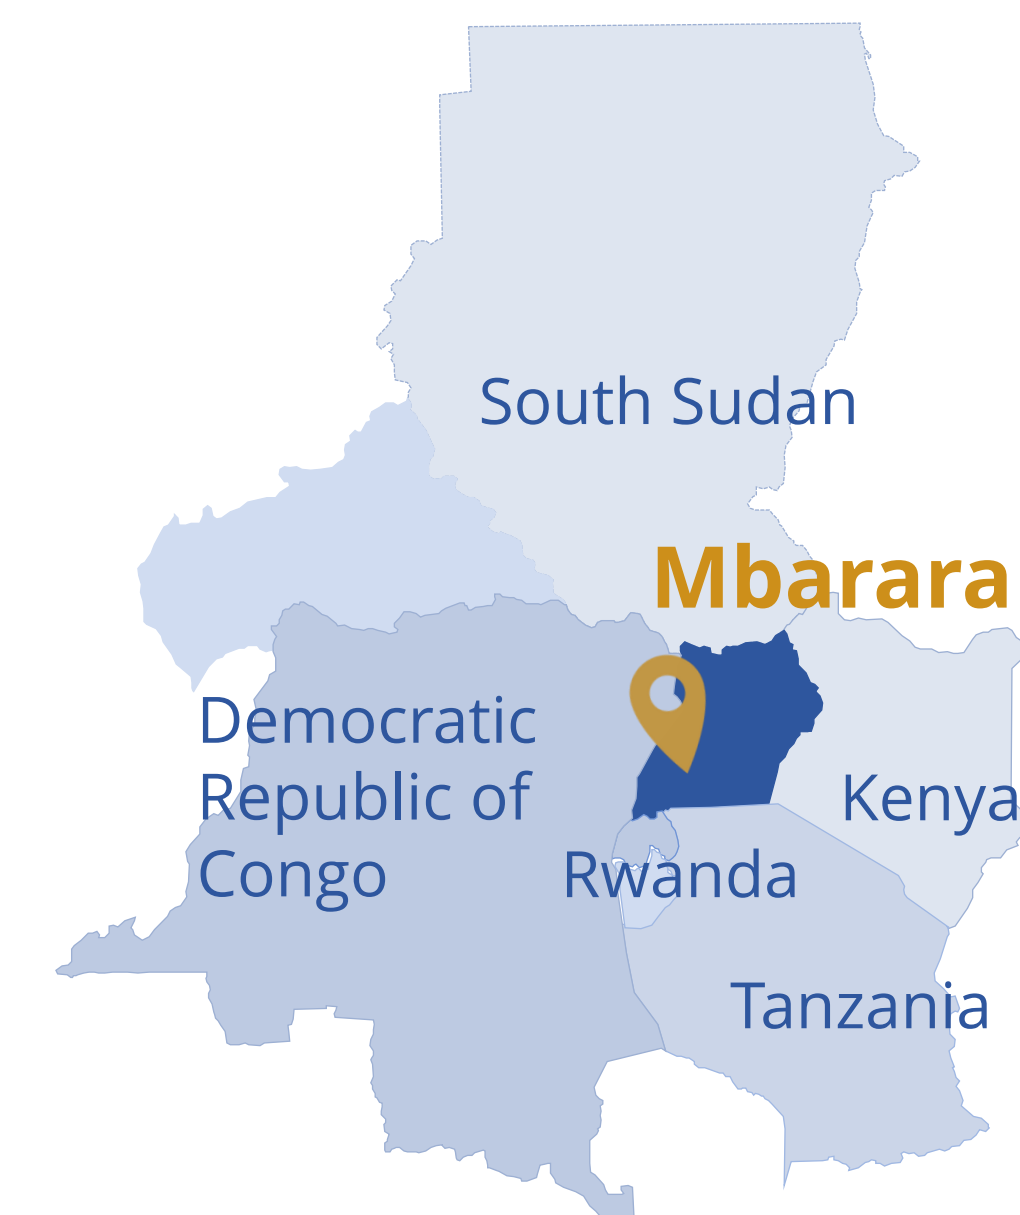 South Sudan
Mbarara
Democratic
Republic of
Congo
Kenya
Rwanda
Tanzania